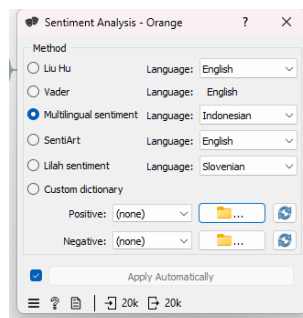 Sentiment Analysis - Orange ? ×
Method
Liu Hu Language: English
Vader Language: English
Multilingual sentiment Language: Indonesian
SentiArt Language: English
Lilah sentiment Language: Slovenian
Custom dictionary
Positive: (none) ...
Negative: (none) ...
Apply Automatically
? 20k 20k